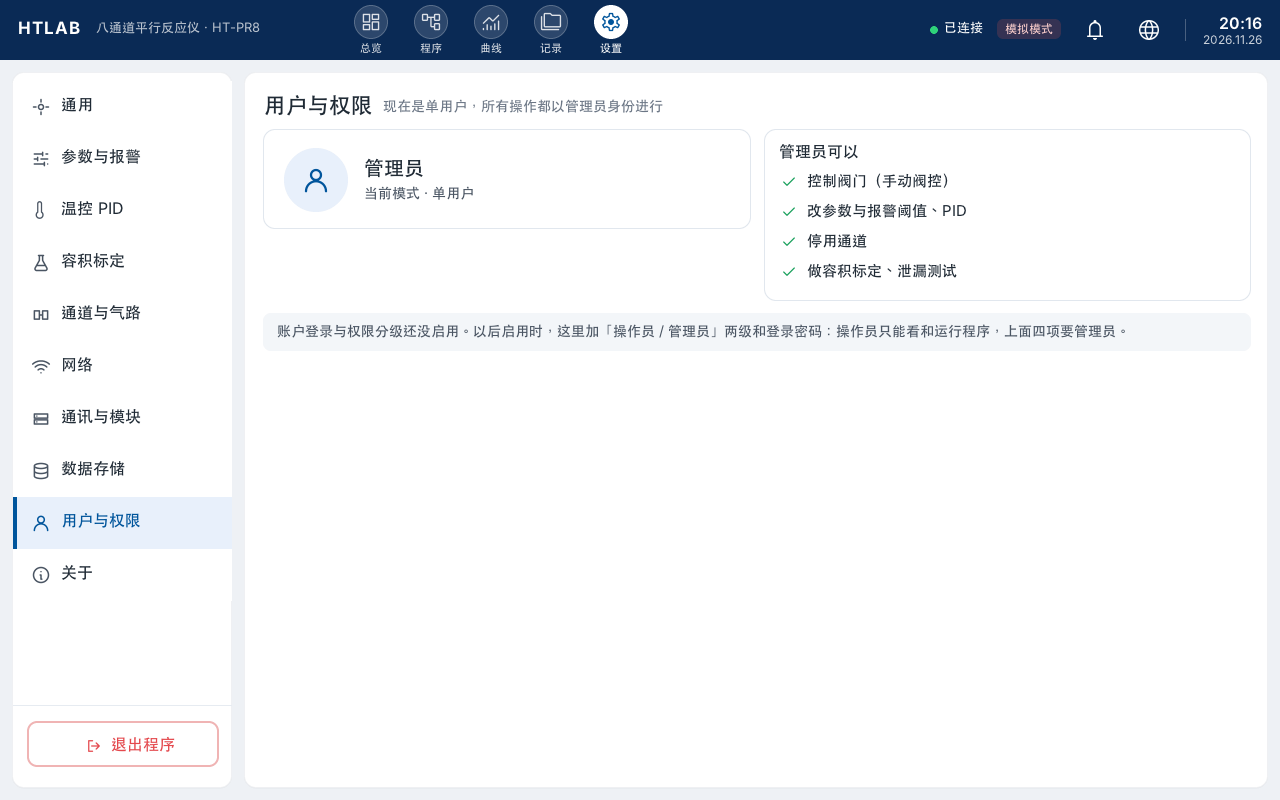 HTLAB
八通道平行反应仪 · HT-PR8
总览
程序
曲线
记录
设置
已连接
模拟模式
20:16
2026.11.26
通用
参数与报警
温控 PID
容积标定
通道与气路
网络
通讯与模块
数据存储
用户与权限
关于
退出程序
用户与权限
现在是单用户，所有操作都以管理员身份进行
管理员
当前模式 · 单用户
管理员可以
控制阀门（手动阀控）
改参数与报警阈值、PID
停用通道
做容积标定、泄漏测试
账户登录与权限分级还没启用。以后启用时，这里加「操作员 / 管理员」两级和登录密码：操作员只能看和运行程序，上面四项要管理员。